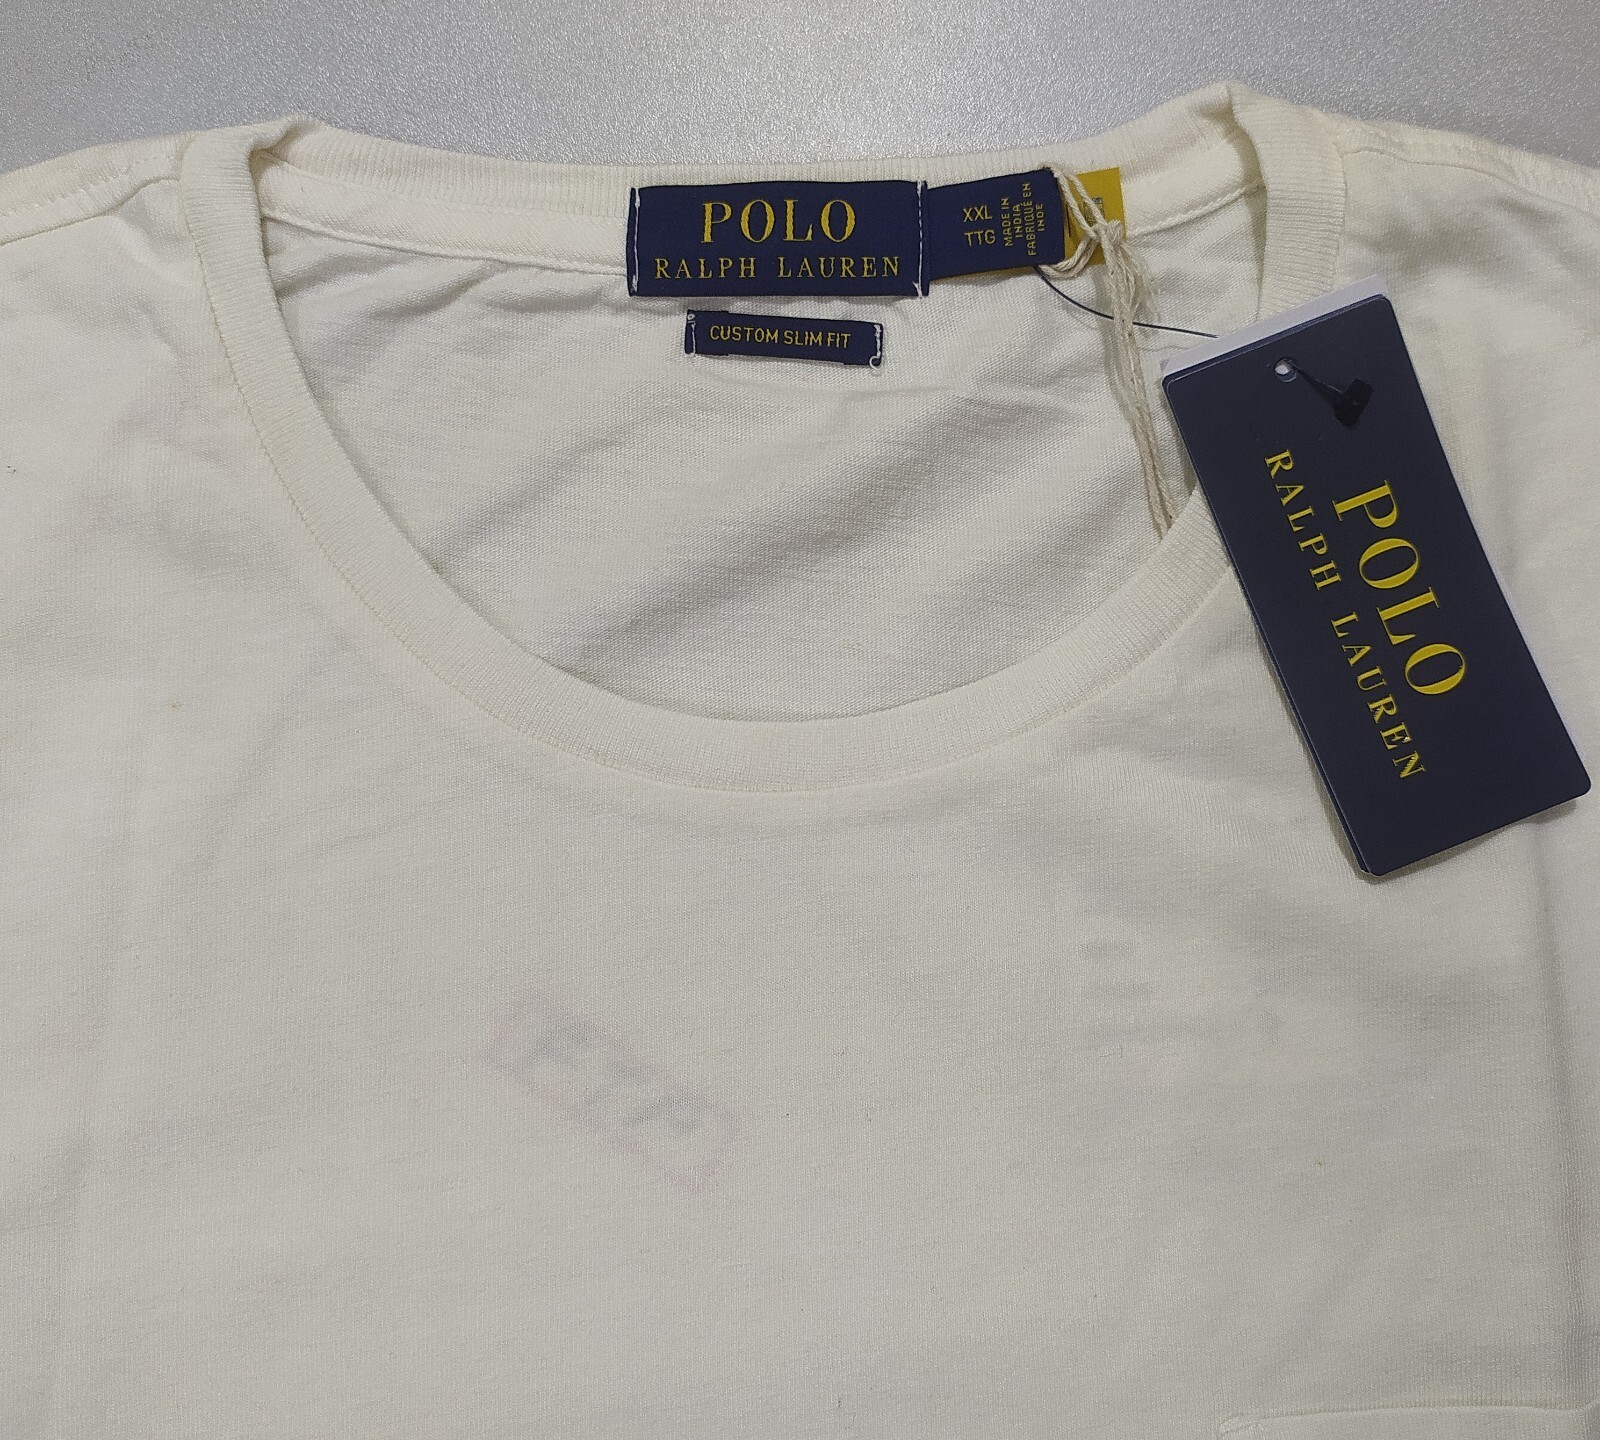 POLO
RALPH LAUREN
XXL
TTG
MADE IN
INDIA
FABRIQUÉ EN
INDE
CUSTOM SLIM FIT
POLO
RALPH LAUREN